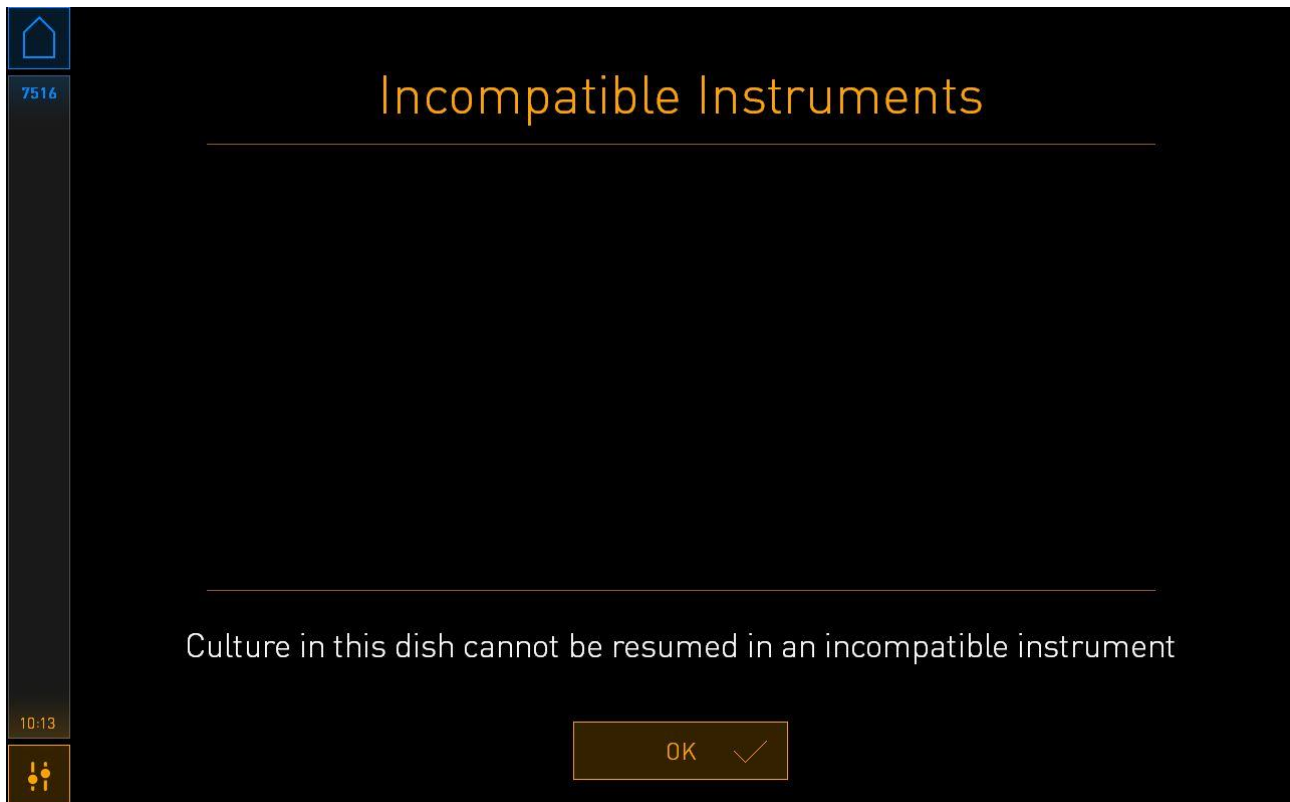 7516
Incompatible Instruments
Culture in this dish cannot be resumed in an incompatible instrument
10:13
OK